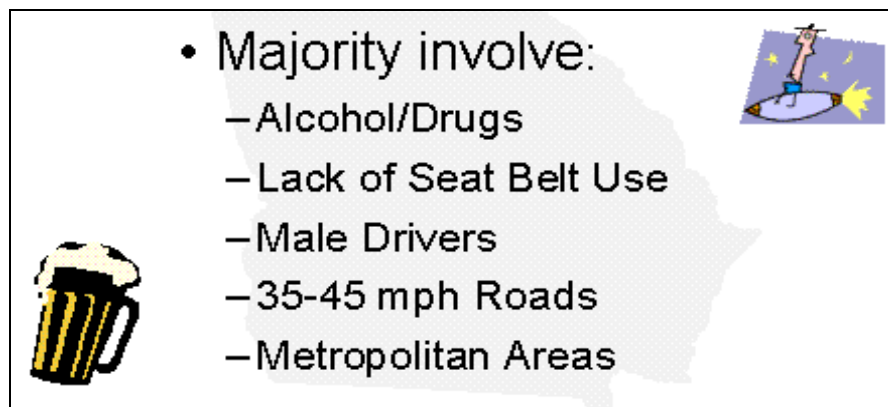 • Majority involve:
–Alcohol/Drugs
–Lack of Seat Belt Use
–Male Drivers
–35-45 mph Roads
–Metropolitan Areas